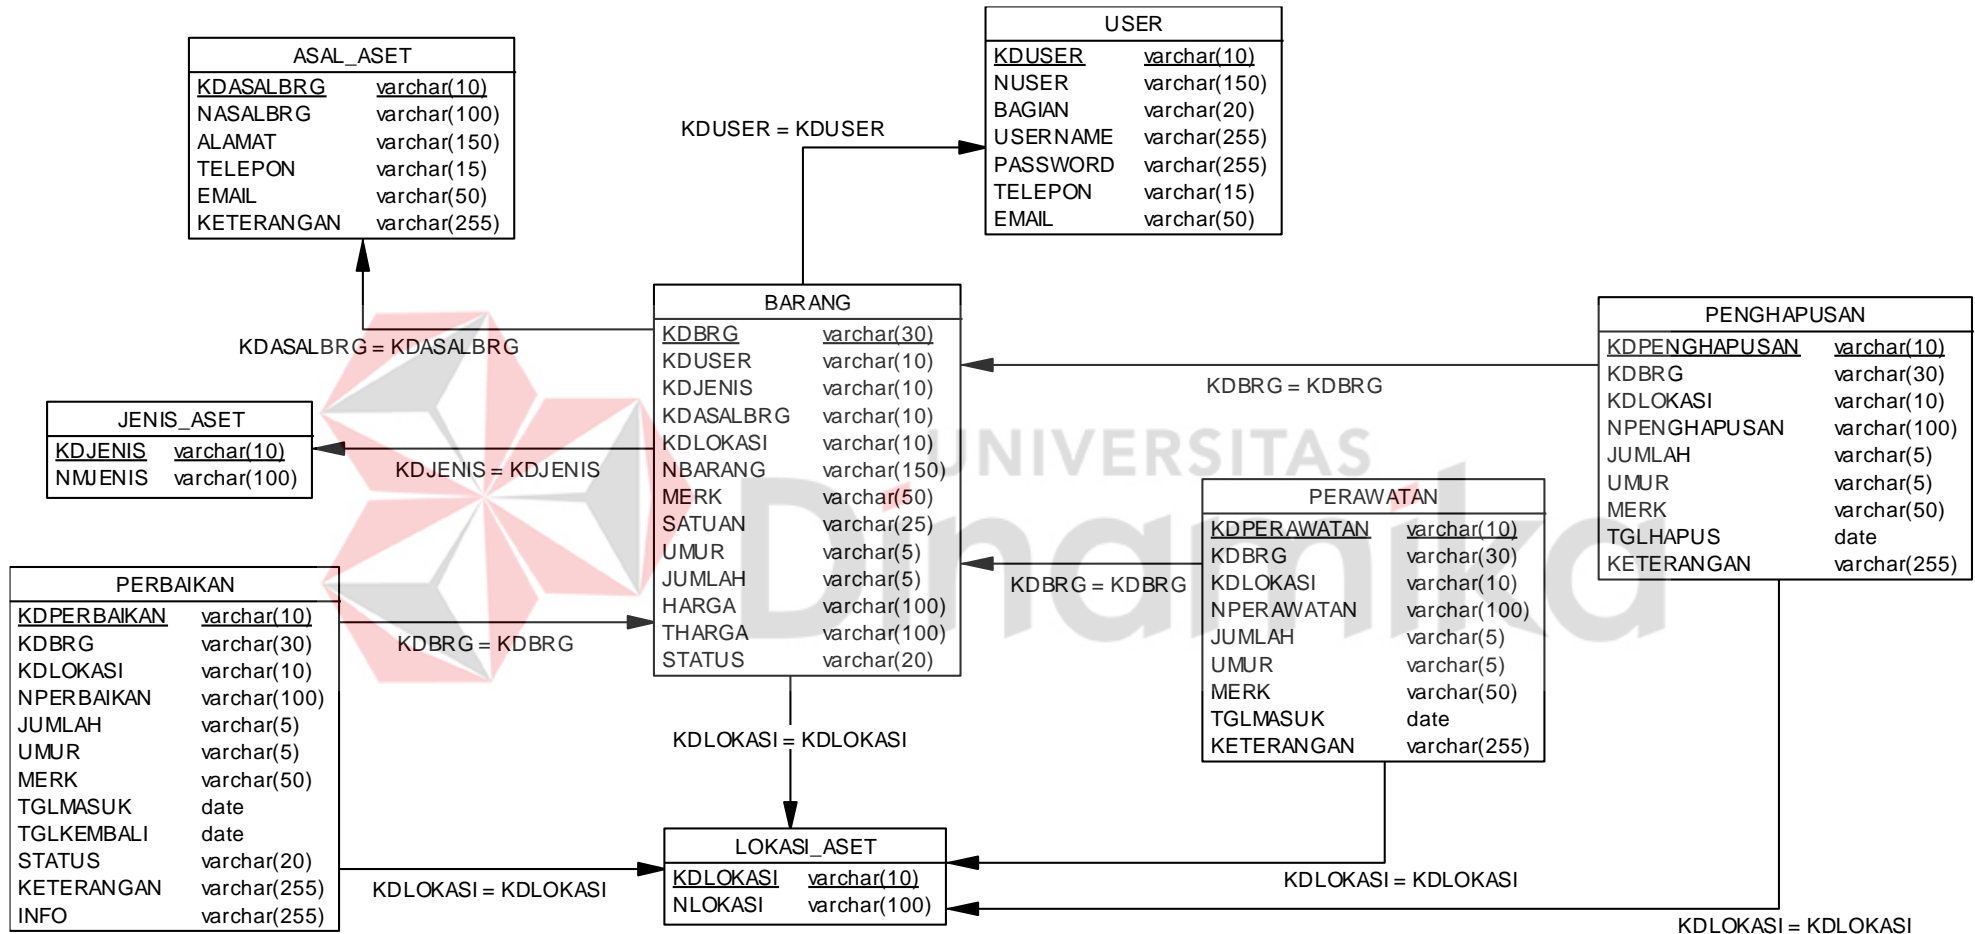 ASAL_ASET
KDASALBRG varchar(10)
NASALBRG varchar(100)
ALAMAT varchar(150)
TELEPON varchar(15)
EMAIL varchar(50)
KETERANGAN varchar(255)
USER
KDUSER varchar(10)
NUSER varchar(150)
BAGIAN varchar(20)
USERNAME varchar(255)
PASSWORD varchar(255)
TELEPON varchar(15)
EMAIL varchar(50)
KDUSER = KDUSER
KDASALBRG = KDASALBRG
JENIS_ASET
KDJENIS varchar(10)
NMJENIS varchar(100)
KDJENIS = KDJENIS
BARANG
KDBRG varchar(30)
KDUSER varchar(10)
KDJENIS varchar(10)
KDASALBRG varchar(10)
KDLOKASI varchar(10)
NBARANG varchar(150)
MERK varchar(50)
SATUAN varchar(25)
UMUR varchar(5)
JUMLAH varchar(5)
HARGA varchar(100)
THARGA varchar(100)
STATUS varchar(20)
KDBRG = KDBRG
PENGHAPUSAN
KDPENGHAPUSAN varchar(10)
KDBRG varchar(30)
KDLOKASI varchar(10)
NPENGHAPUSAN varchar(100)
JUMLAH varchar(5)
UMUR varchar(5)
MERK varchar(50)
TGLHAPUS date
KETERANGAN varchar(255)
UNIVERSITAS
Dinamika
PERAWATAN
KDPERAWATAN varchar(10)
KDBRG varchar(30)
KDLOKASI varchar(10)
NPERAWATAN varchar(100)
JUMLAH varchar(5)
UMUR varchar(5)
MERK varchar(50)
TGLMASUK date
KETERANGAN varchar(255)
KDBRG = KDBRG
PERBAIKAN
KDPERBAIKAN varchar(10)
KDBRG varchar(30)
KDLOKASI varchar(10)
NPERBAIKAN varchar(100)
JUMLAH varchar(5)
UMUR varchar(5)
MERK varchar(50)
TGLMASUK date
TGLKEMBALI date
STATUS varchar(20)
KETERANGAN varchar(255)
INFO varchar(255)
KDBRG = KDBRG
KDLOKASI = KDLOKASI
LOKASI_ASET
KDLOKASI varchar(10)
NLOKASI varchar(100)
KDLOKASI = KDLOKASI
KDLOKASI = KDLOKASI
KDLOKASI = KDLOKASI